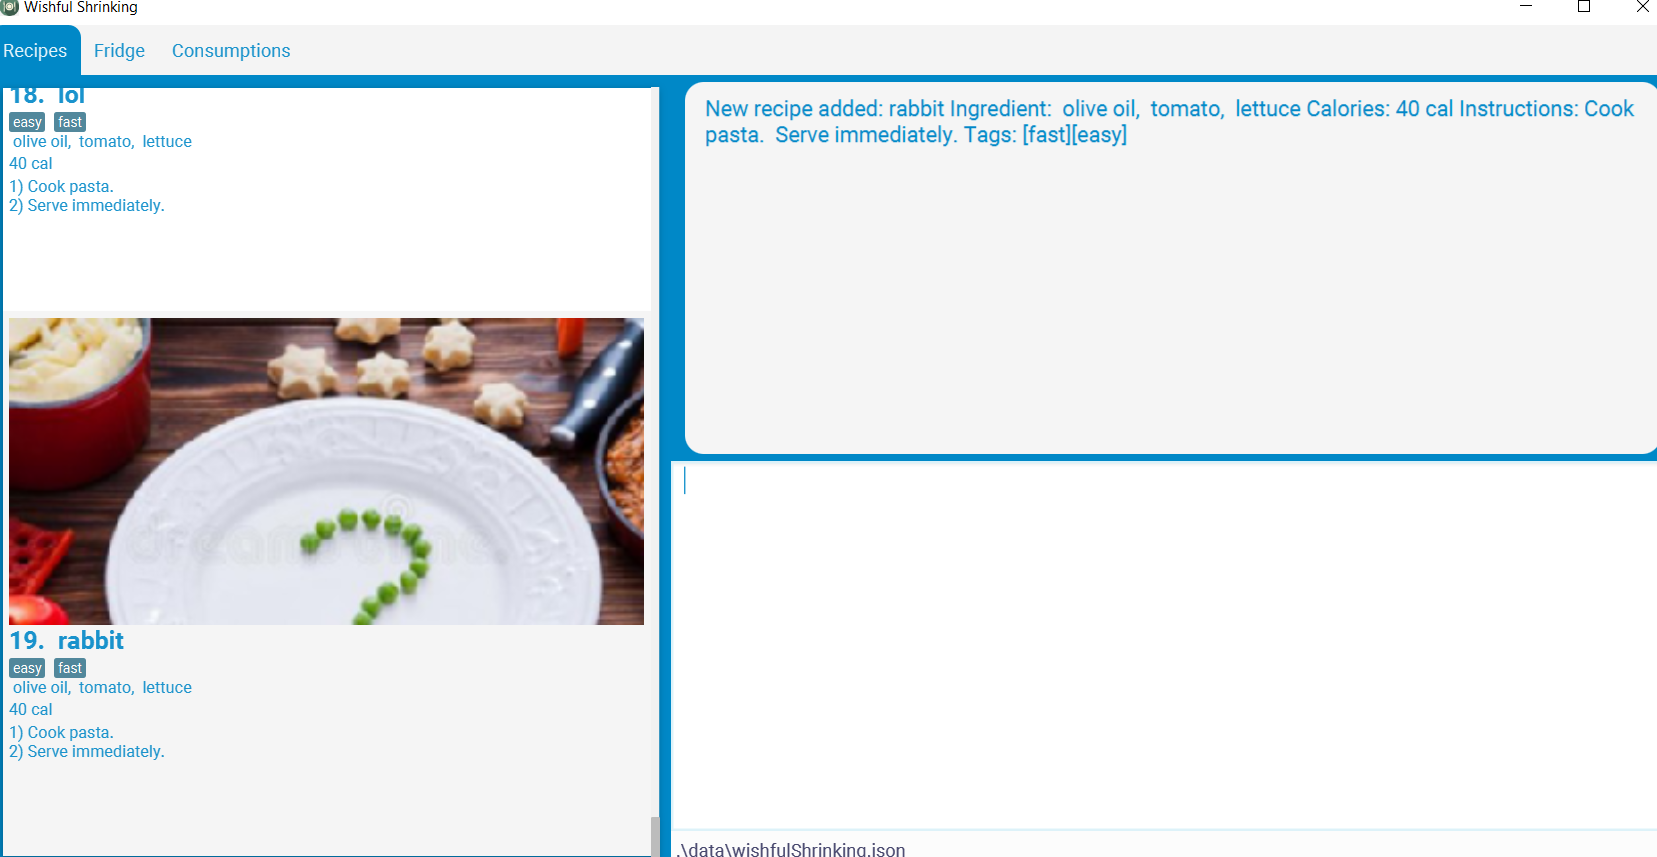 Wishful Shrinking
Recipes Fridge Consumptions
18. lol
easy fast
olive oil, tomato, lettuce
40 cal
1) Cook pasta.
2) Serve immediately.
19. rabbit
easy fast
olive oil, tomato, lettuce
40 cal
1) Cook pasta.
2) Serve immediately.
New recipe added: rabbit Ingredient: olive oil, tomato, lettuce Calories: 40 cal Instructions: Cook
pasta. Serve immediately. Tags: [fast][easy]
.\data\wishfulShrinking.json